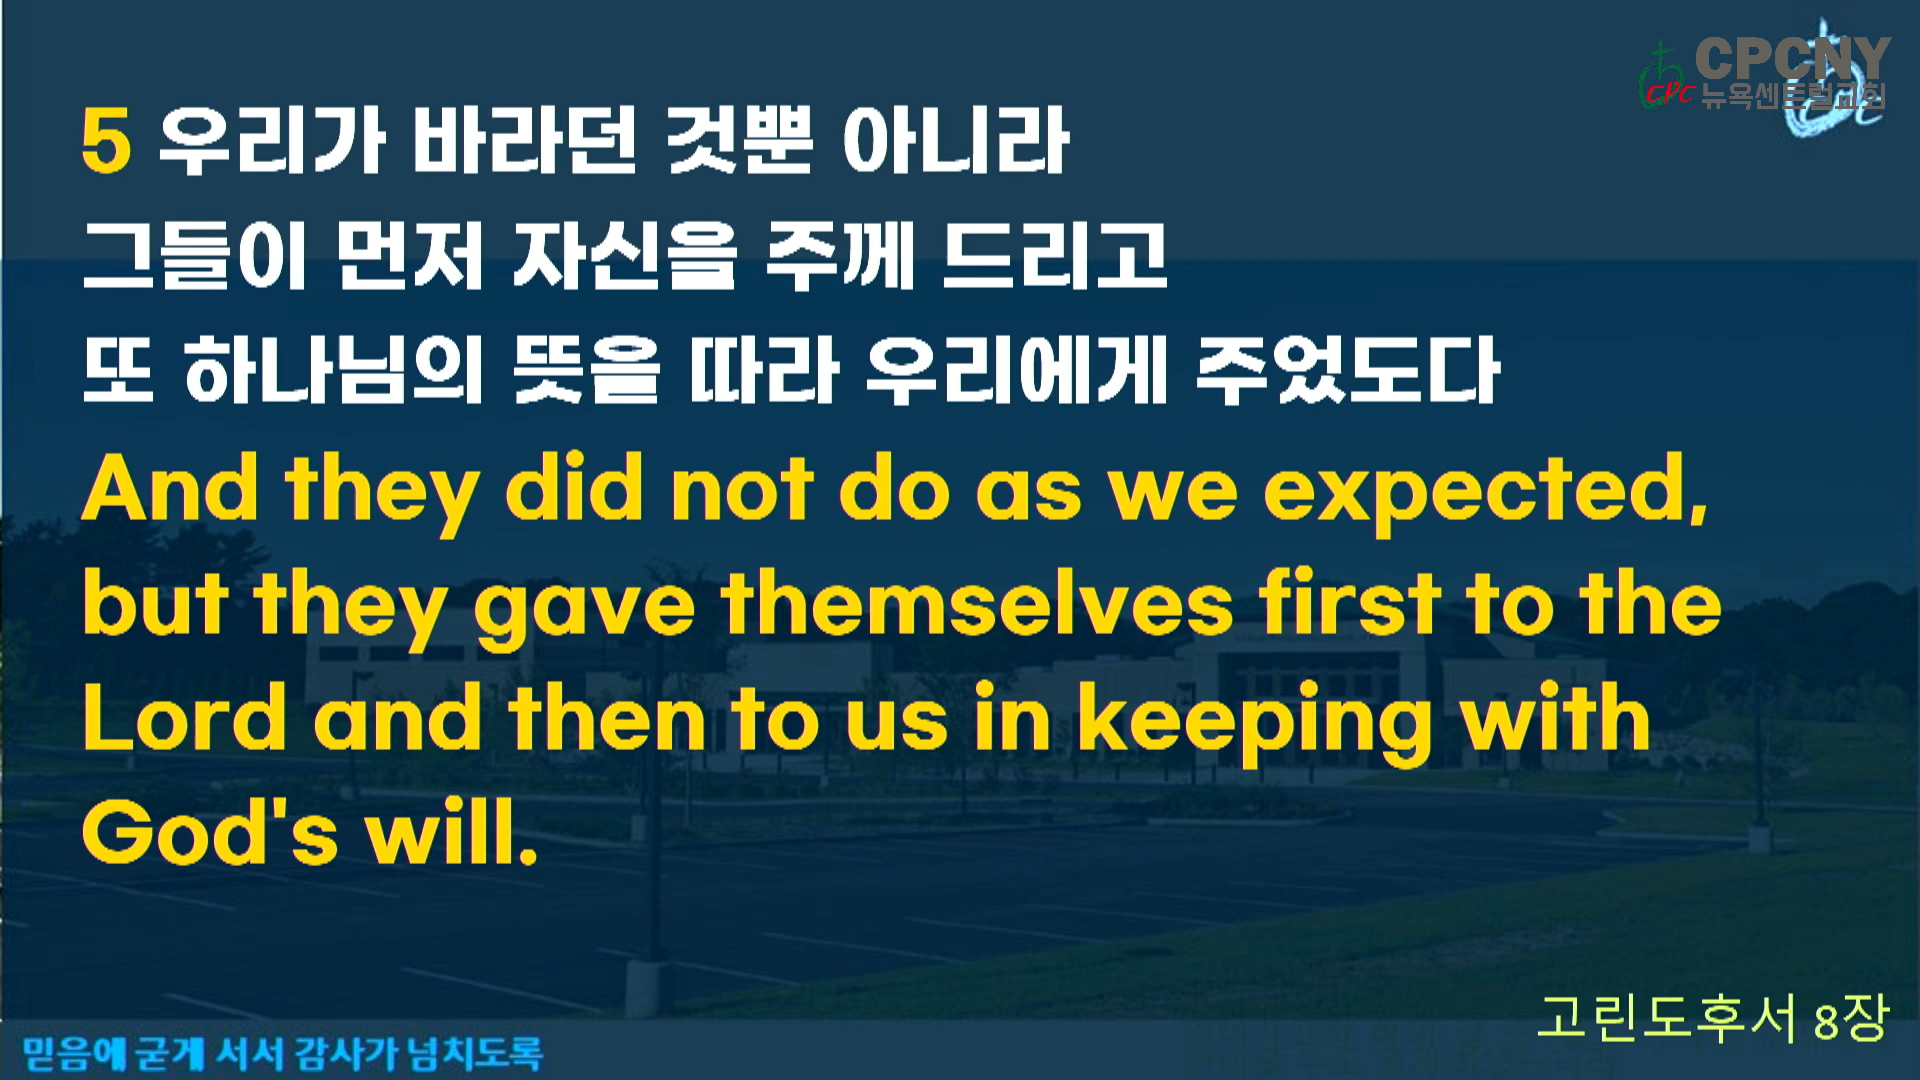 CPCNY
CPC 뉴욕센트럴교회
5 우리가 바라던 것뿐 아니라
그들이 먼저 자신을 주께 드리고
또 하나님의 뜻을 따라 우리에게 주었도다
And they did not do as we expected,
but they gave themselves first to the
Lord and then to us in keeping with
God's will.
고린도후서 8장
믿음에 굳게 서서 감사가 넘치도록